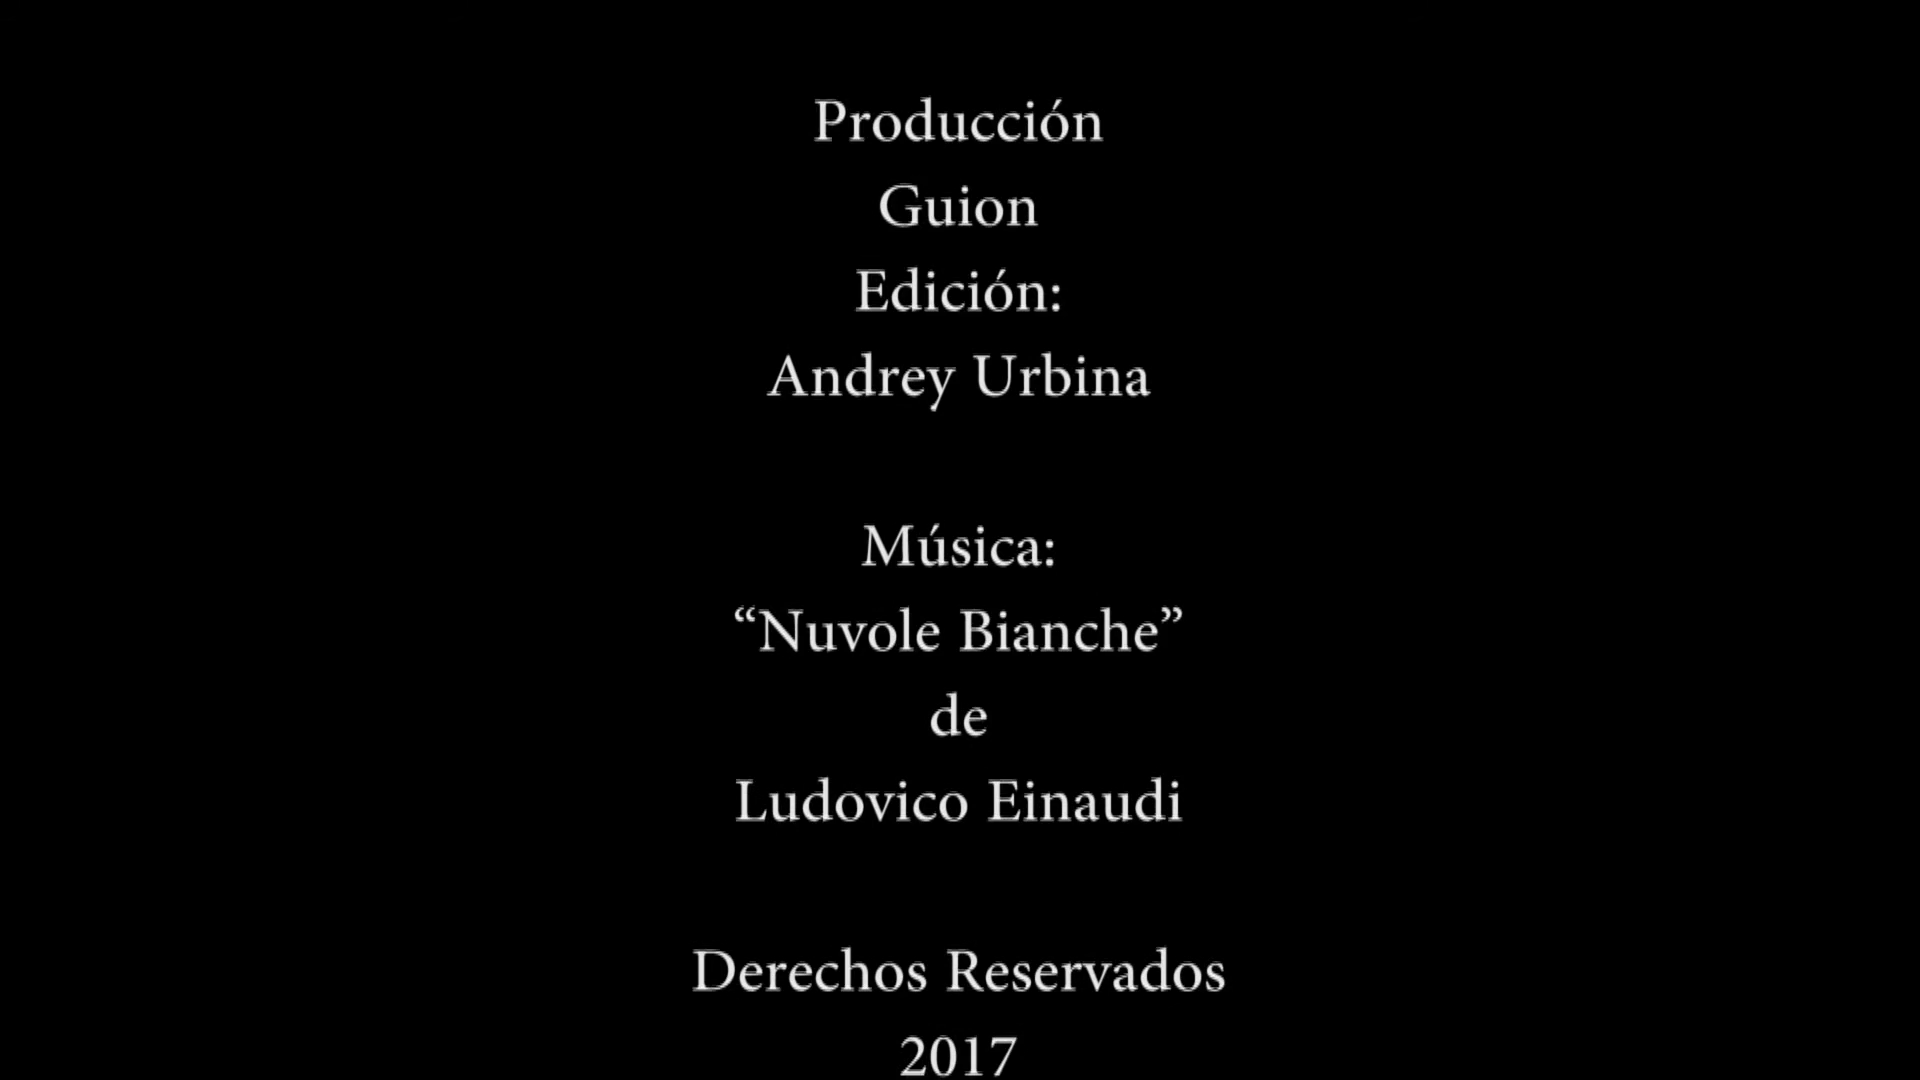 Producción
Guion
Edición:
Andrey Urbina
Música:
“Nuvole Bianche”
de
Ludovico Einaudi
Derechos Reservados
2017